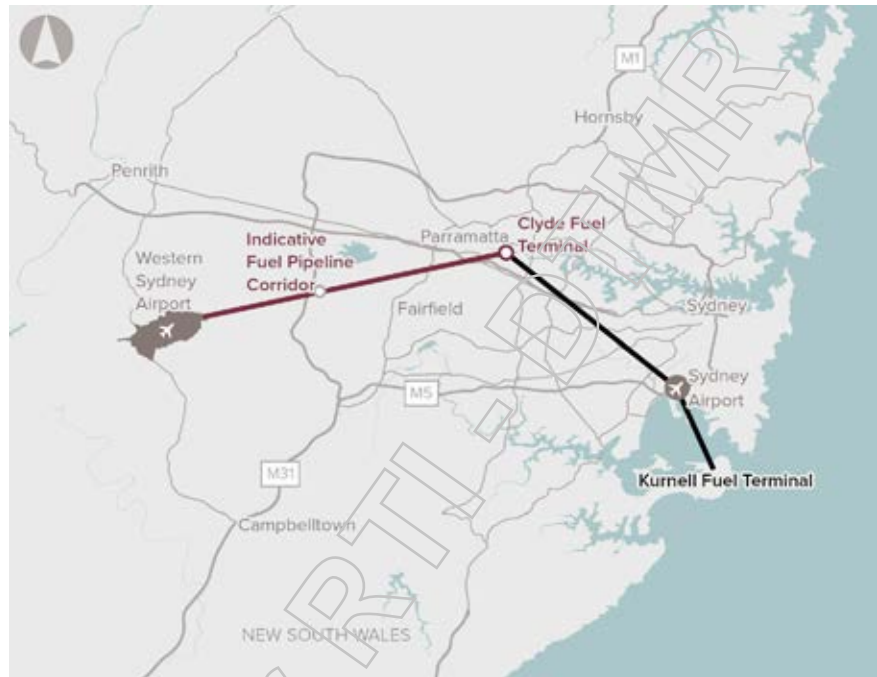 M1
Hornsby
Penrith
Clyde Fuel
Terminal
Parramatta
Indicative
Fuel Pipeline
Corridor
Western
Sydney
Airport
Fairfield
Sydney
Sydney
Airport
M5
Kurnell Fuel Terminal
M31
Campbelltown
NEW SOUTH WALES
RTI - DTMR